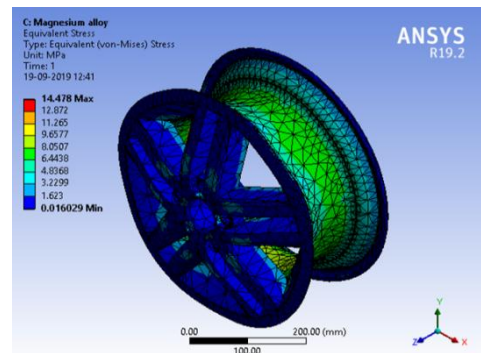 C: Magnesium alloy
Equivalent Stress
Type: Equivalent (von-Mises) Stress
Unit: MPa
Time: 1
19-09-2019 12:41
14.478 Max
12.872
11.265
9.6577
8.0507
6.4438
4.8368
3.2299
1.623
0.016029 Min
ANSYS
R19.2
0.00
200.00 (mm)
100.00
Y
Z
X